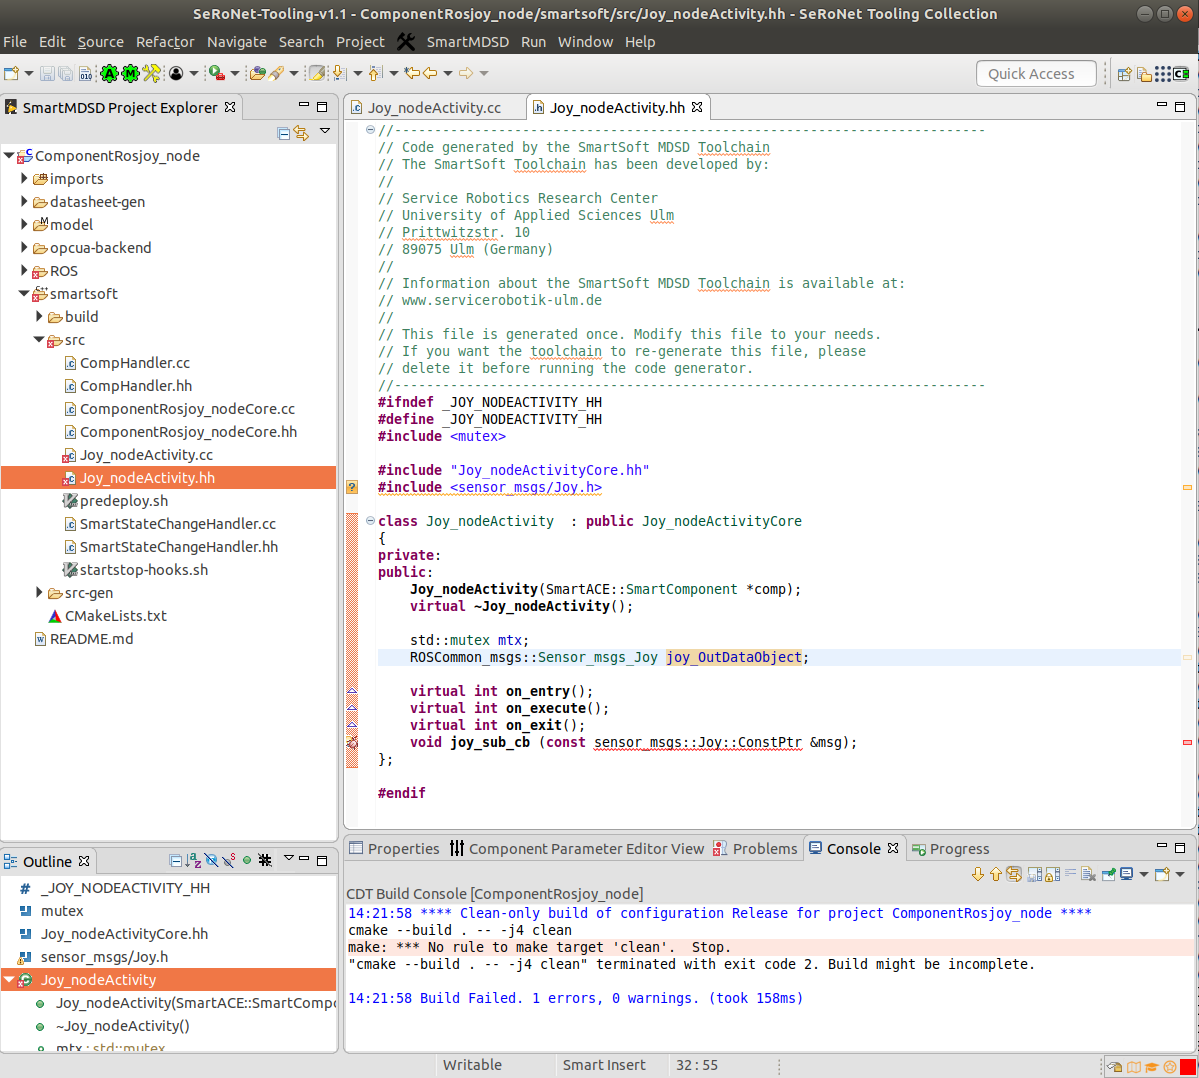 SeRoNet-Tooling-v1.1 - ComponentRosjoy_node/smartsoft/src/Joy_nodeActivity.hh - SeRoNet Tooling Collection
File Edit Source Refactor Navigate Search Project SmartMDSD Run Window Help
Quick Access
SmartMDSD Project Explorer
ComponentRosjoy_node
imports
datasheet-gen
model
opcua-backend
ROS
smartsoft
build
src
CompHandler.cc
CompHandler.hh
ComponentRosjoy_nodeCore.cc
ComponentRosjoy_nodeCore.hh
Joy_nodeActivity.cc
Joy_nodeActivity.hh
predeploy.sh
SmartStateChangeHandler.cc
SmartStateChangeHandler.hh
startstop-hooks.sh
src-gen
CMakeLists.txt
README.md
Joy_nodeActivity.cc Joy_nodeActivity.hh
//--------------------------------------------------------------------------
// Code generated by the SmartSoft MDSD Toolchain
// The SmartSoft Toolchain has been developed by:
//
// Service Robotics Research Center
// University of Applied Sciences Ulm
// Prittwitzstr. 10
// 89075 Ulm (Germany)
//
// Information about the SmartSoft MDSD Toolchain is available at:
// www.servicerobotik-ulm.de
//
// This file is generated once. Modify this file to your needs.
// If you want the toolchain to re-generate this file, please
// delete it before running the code generator.
//--------------------------------------------------------------------------
#ifndef _JOY_NODEACTIVITY_HH
#define _JOY_NODEACTIVITY_HH
#include <mutex>
#include "Joy_nodeActivityCore.hh"
#include <sensor_msgs/Joy.h>
class Joy_nodeActivity  : public Joy_nodeActivityCore
{
private:
public:
Joy_nodeActivity(SmartACE::SmartComponent *comp);
virtual ~Joy_nodeActivity();
std::mutex mtx;
ROSCommon_msgs::Sensor_msgs_Joy joy_OutDataObject;
virtual int on_entry();
virtual int on_execute();
virtual int on_exit();
void joy_sub_cb (const sensor_msgs::Joy::ConstPtr &msg);
};
#endif
Outline
_JOY_NODEACTIVITY_HH
mutex
Joy_nodeActivityCore.hh
sensor_msgs/Joy.h
Joy_nodeActivity
Joy_nodeActivity(SmartACE::SmartCompo
~Joy_nodeActivity()
mtx : std::mutex
Properties Component Parameter Editor View Problems Console Progress
CDT Build Console [ComponentRosjoy_node]
14:21:58 **** Clean-only build of configuration Release for project ComponentRosjoy_node ****
cmake --build . -- -j4 clean
make: *** No rule to make target 'clean'.  Stop.
"cmake --build . -- -j4 clean" terminated with exit code 2. Build might be incomplete.
14:21:58 Build Failed. 1 errors, 0 warnings. (took 158ms)
Writable Smart Insert 32 : 55